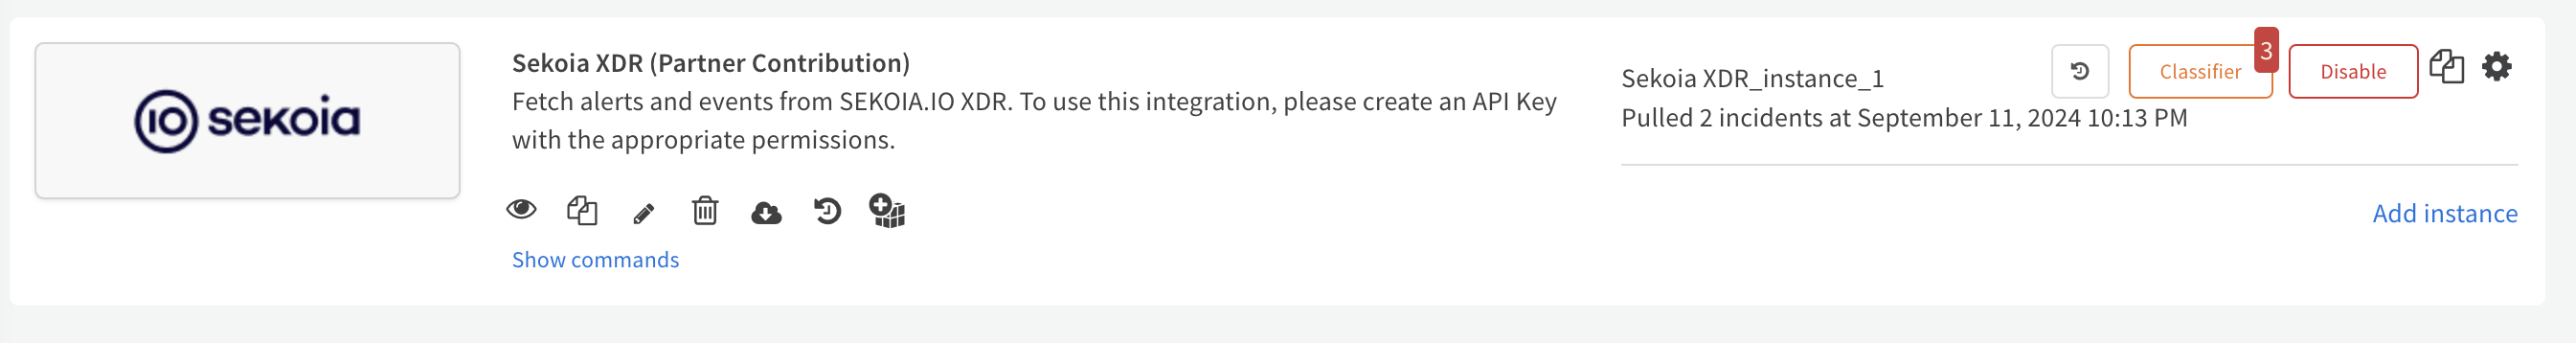 IO sekoia
Sekoia XDR (Partner Contribution)
Fetch alerts and events from SEKOIA.IO XDR. To use this integration, please create an API Key
with the appropriate permissions.
Show commands
Sekoia XDR_instance_1
Classifier
3
Disable
Pulled 2 incidents at September 11, 2024 10:13 PM
Add instance